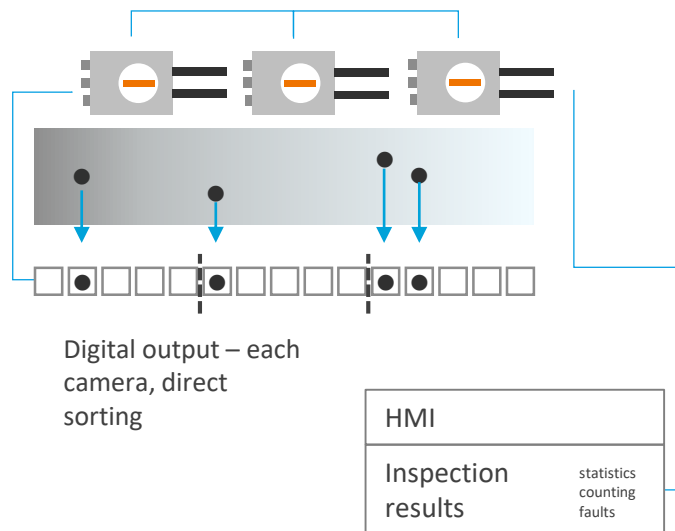 Digital output – each
camera, direct
sorting
HMI
Inspection
results
statistics
counting
faults